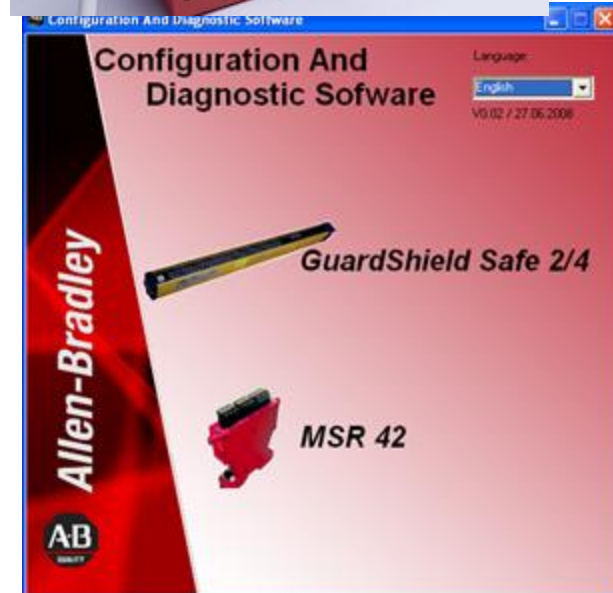 Configuration And Diagnostic Software
Configuration And
Diagnostic Sofware
Language:
English
V0.02 / 27.06.2008
GuardShield Safe 2/4
MSR 42
Allen-Bradley
AB
QUALITY